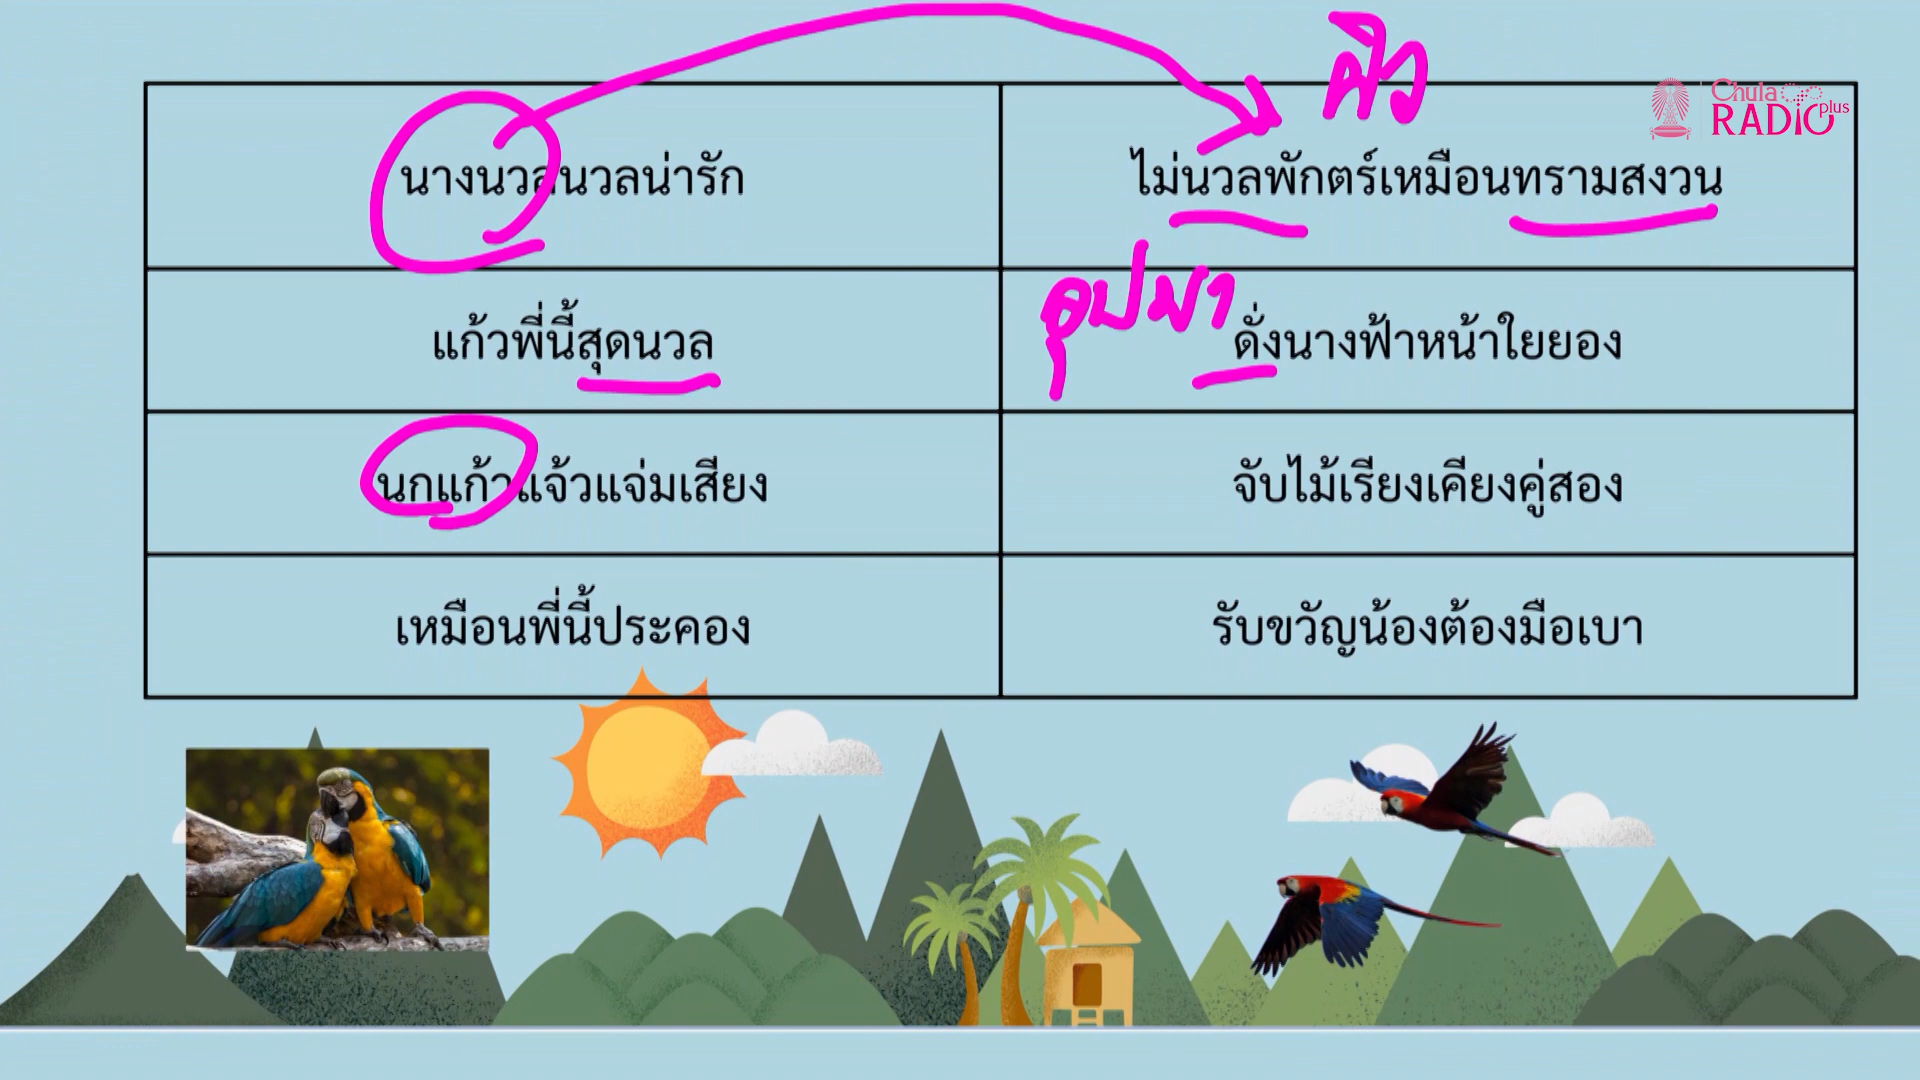 ผิว
Chula
RADIO plus
นางนวลนวลน่ารัก
ไม่นวลพักตร์เหมือนทรามสงวน
อุปมา
แก้วพี่นี้สุดนวล
ดั่งนางฟ้าหน้าใยยอง
นกแก้วแจ้วแจ่มเสียง
จับไม้เรียงเคียงคู่สอง
เหมือนพี่นี้ประคอง
รับขวัญน้องต้องมือเบา